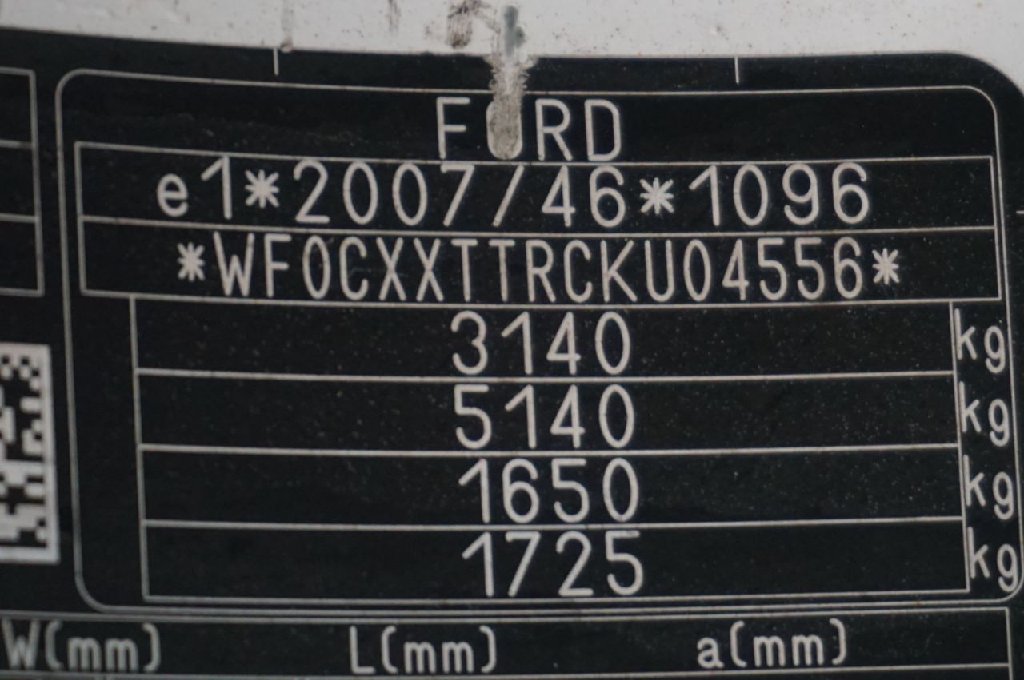 FORD
e1*2007/46*1096
*WF0CXXTTRCKU04556*
3140 kg
5140 kg
1650 kg
1725 kg
W(mm) L(mm) a(mm)